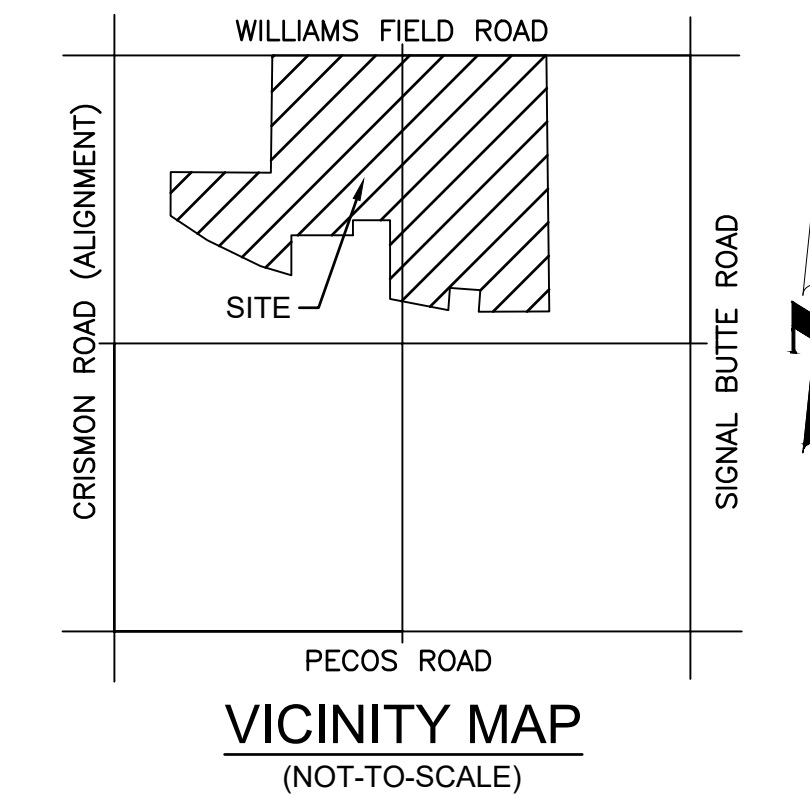 WILLIAMS FIELD ROAD
CRISMON ROAD (ALIGNMENT)
SITE
SIGNAL BUTTE ROAD
PECOS ROAD
VICINITY MAP
(NOT-TO-SCALE)